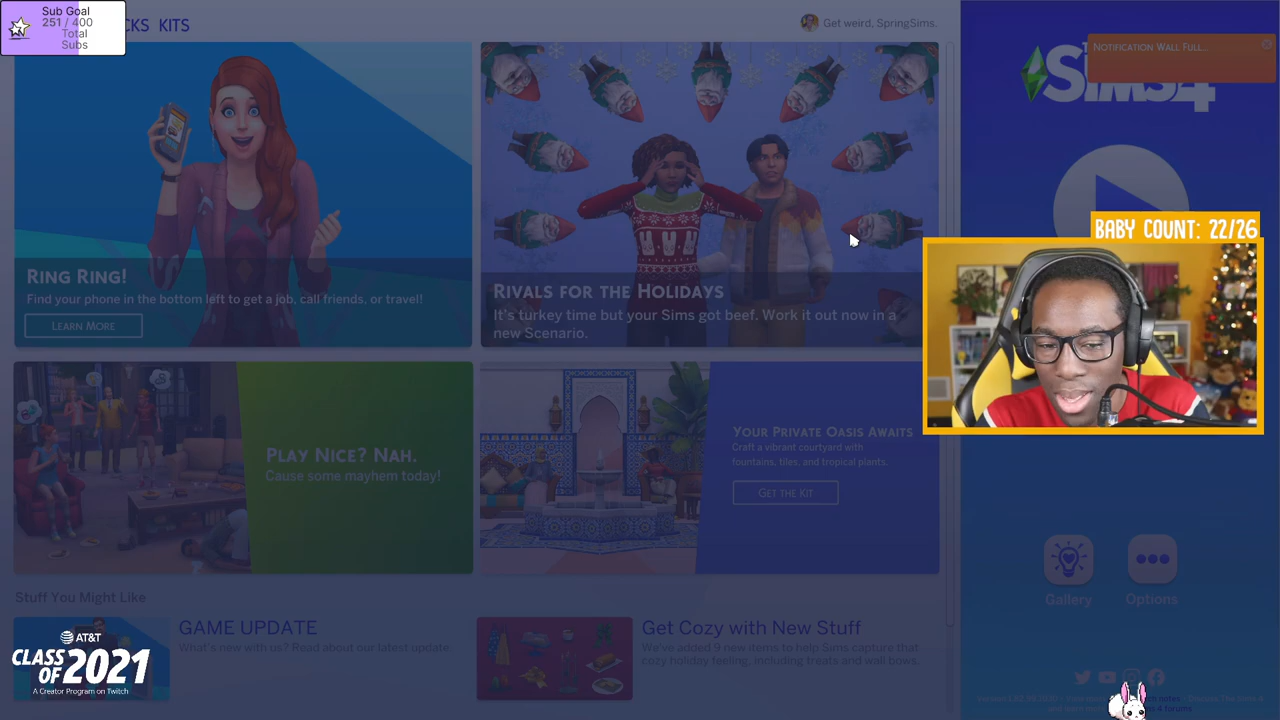 Sub Goal
251 / 400
Total
Subs
CKS KITS
Get weird, SpringSims.
Notification Wall Full...
SIMS 4
BABY COUNT: 22/26
Ring Ring!
Find your phone in the bottom left to get a job, call friends, or travel!
Learn More
Rivals for the Holidays
It's turkey time but your Sims got beef. Work it out now in a
new Scenario.
Play Nice? Nah.
Cause some mayhem today!
Your Private Oasis Awaits
Craft a vibrant courtyard with
fountains, tiles, and tropical plants.
Get the Kit
Gallery
Options
Stuff You Might Like
GAME UPDATE
What's new with us? Read about our latest update
Get Cozy with New Stuff
We've added 9 new items to help Sims capture that
cozy holiday feeling, including treats and wall bows.
AT&T
CLASS
OF 2021
A Creator Program on Twitch